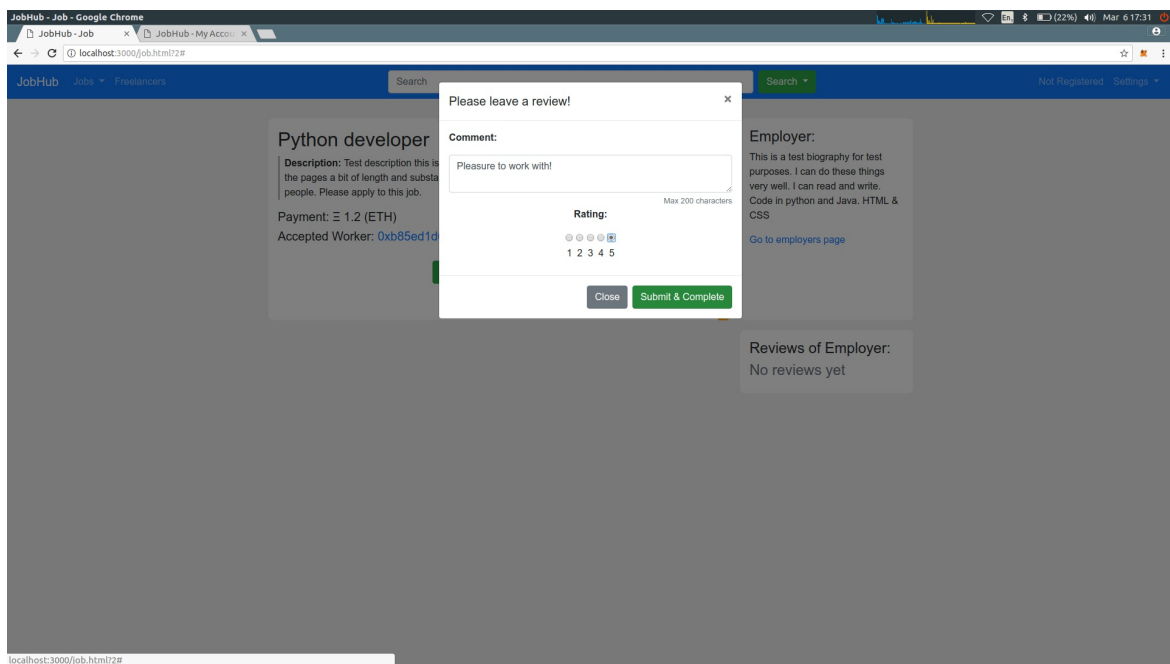 JobHub - Job - Google Chrome
En (22%) Mar 6 17:31
JobHub - Job × JobHub - My Accou ×
localhost:3000/job.html?2#
JobHub Jobs Freelancers Search Search Not Registered Settings
Please leave a review! ×
Comment:
Pleasure to work with!
Max 200 characters
Rating:
1 2 3 4 5
Close Submit & Complete
Python developer
Description: Test description this is
the pages a bit of length and substa
people. Please apply to this job.
Payment: Ξ 1.2 (ETH)
Accepted Worker: 0xb85ed1d
Employer:
This is a test biography for test
purposes. I can do these things
very well. I can read and write.
Code in python and Java. HTML &
CSS
Go to employers page
Reviews of Employer:
No reviews yet
localhost:3000/job.html?2#